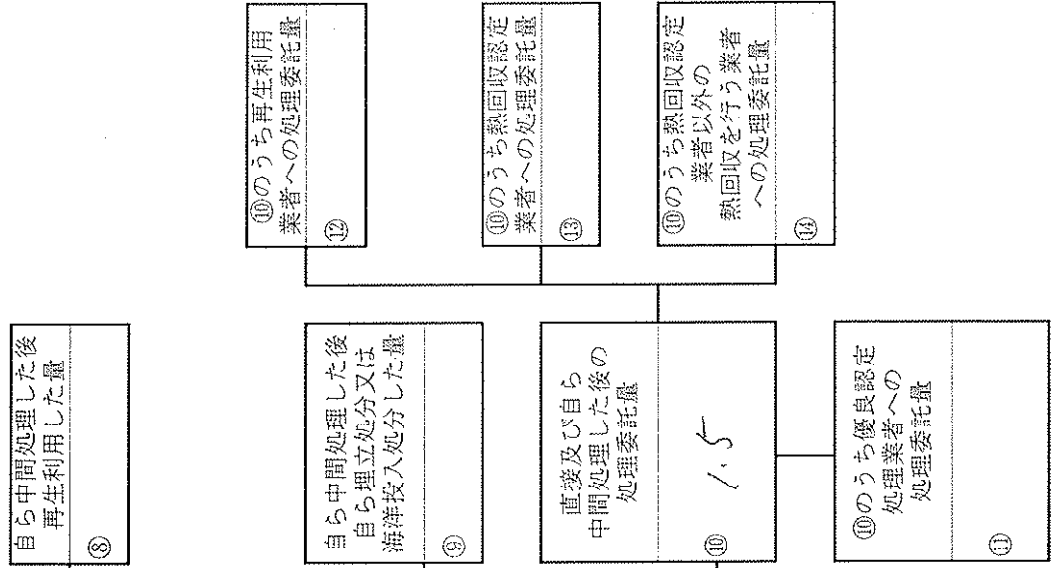 自ら中間処理した後
再生利用した量
⑧
自ら中間処理した後
自ら埋立処分又は
海洋投入処分した量
⑨
直接及び自ら
中間処理した後の
処理委託量
⑩
1.5
⑩のうち優良認定
処理業者への
処理委託量
⑪
⑩のうち再生利用
業者への処理委託量
⑫
⑩のうち熱回収認定
業者への処理委託量
⑬
⑩のうち熱回収認定
業者以外の
熱回収を行う業者
への処理委託量
⑭